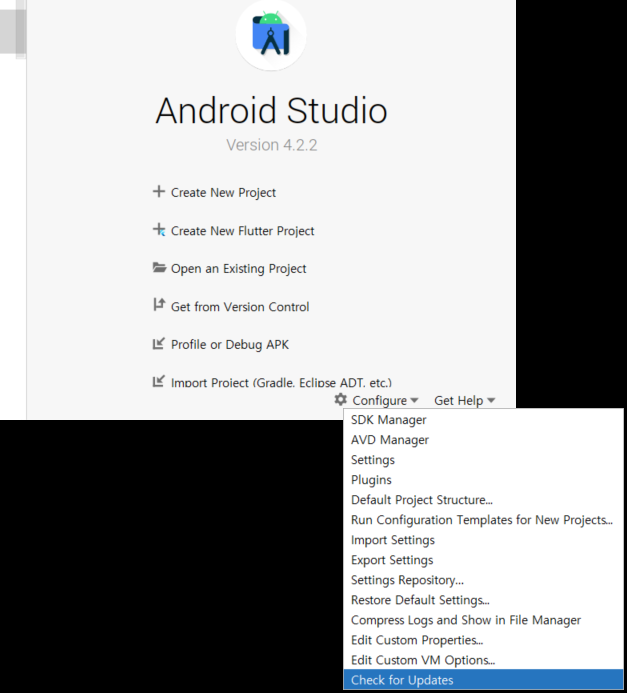 Android Studio
Version 4.2.2
Create New Project
Create New Flutter Project
Open an Existing Project
Get from Version Control
Profile or Debug APK
Import Project (Gradle, Eclipse ADT, etc.)
Configure Get Help
SDK Manager
AVD Manager
Settings
Plugins
Default Project Structure...
Run Configuration Templates for New Projects...
Import Settings
Export Settings
Settings Repository...
Restore Default Settings...
Compress Logs and Show in File Manager
Edit Custom Properties...
Edit Custom VM Options...
Check for Updates